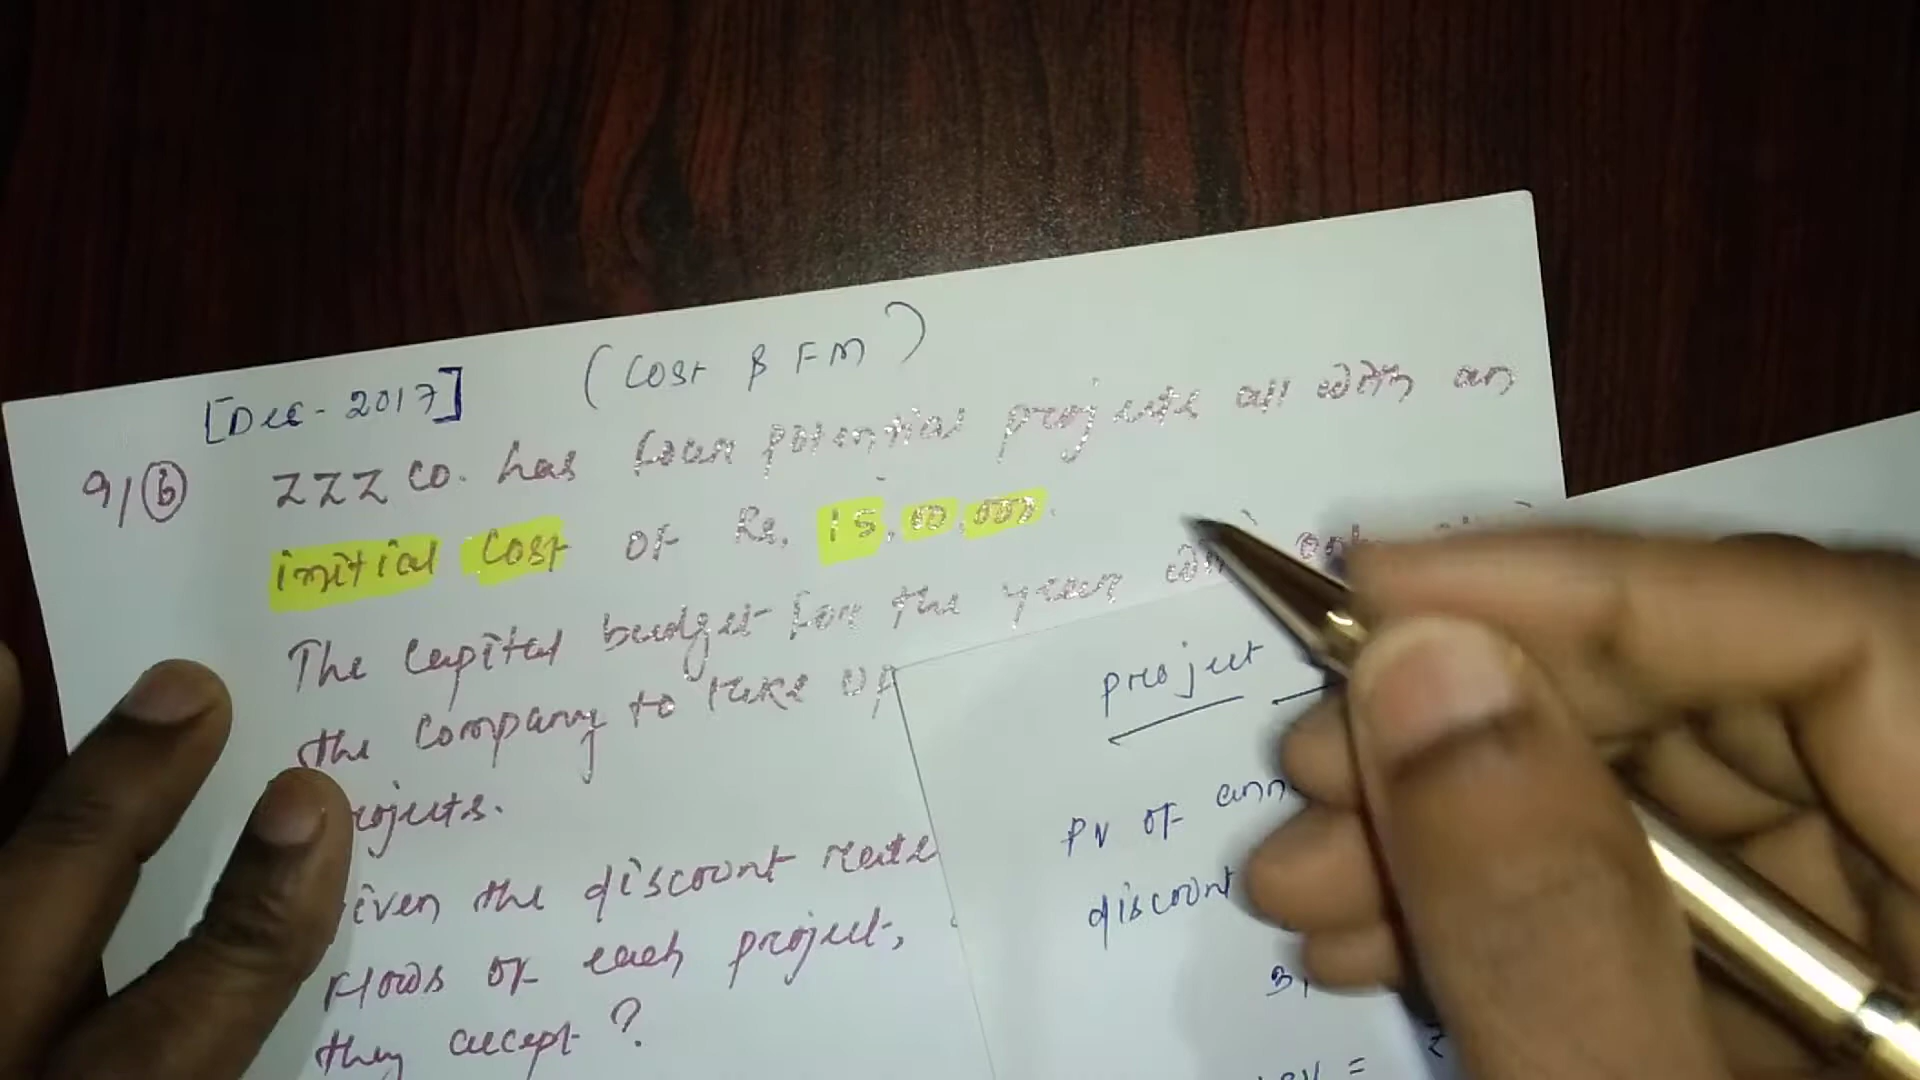 [Dec - 2017] (Cost & FM)
9/(b) ZZZ co. has four potential projects all with an
initial cost of Rs. 15,00,000.
The capital budget for the year will only
the company to take up
projects.
Given the discount rate
flows of each project,
they accept ?
project
PV of
discount